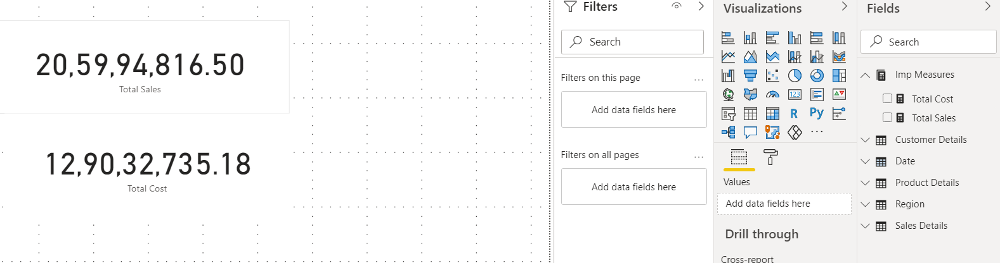 20,59,94,816.50
Total Sales
12,90,32,735.18
Total Cost
Filters
Search
Filters on this page
...
Add data fields here
Filters on all pages
...
Add data fields here
Visualizations
123
R Py
...
Values
Add data fields here
Drill through
Cross-report
Fields
Search
Imp Measures
Total Cost
Total Sales
Customer Details
Date
Product Details
Region
Sales Details